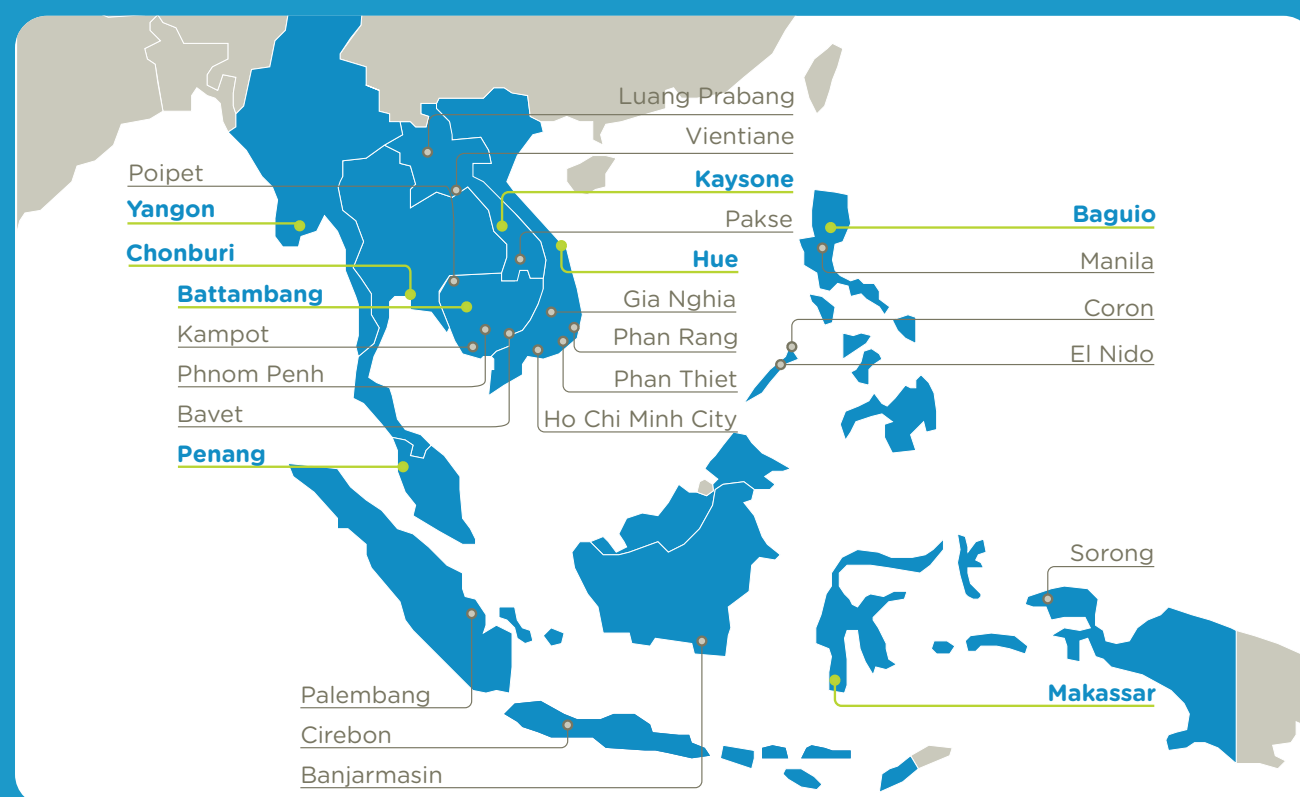 Luang Prabang
Vientiane
Poipet
Kaysone
Yangon
Pakse
Baguio
Chonburi
Hue
Manila
Battambang
Gia Nghia
Coron
Kampot
Phan Rang
El Nido
Phnom Penh
Phan Thiet
Bavet
Ho Chi Minh City
Penang
Sorong
Palembang
Makassar
Cirebon
Banjarmasin